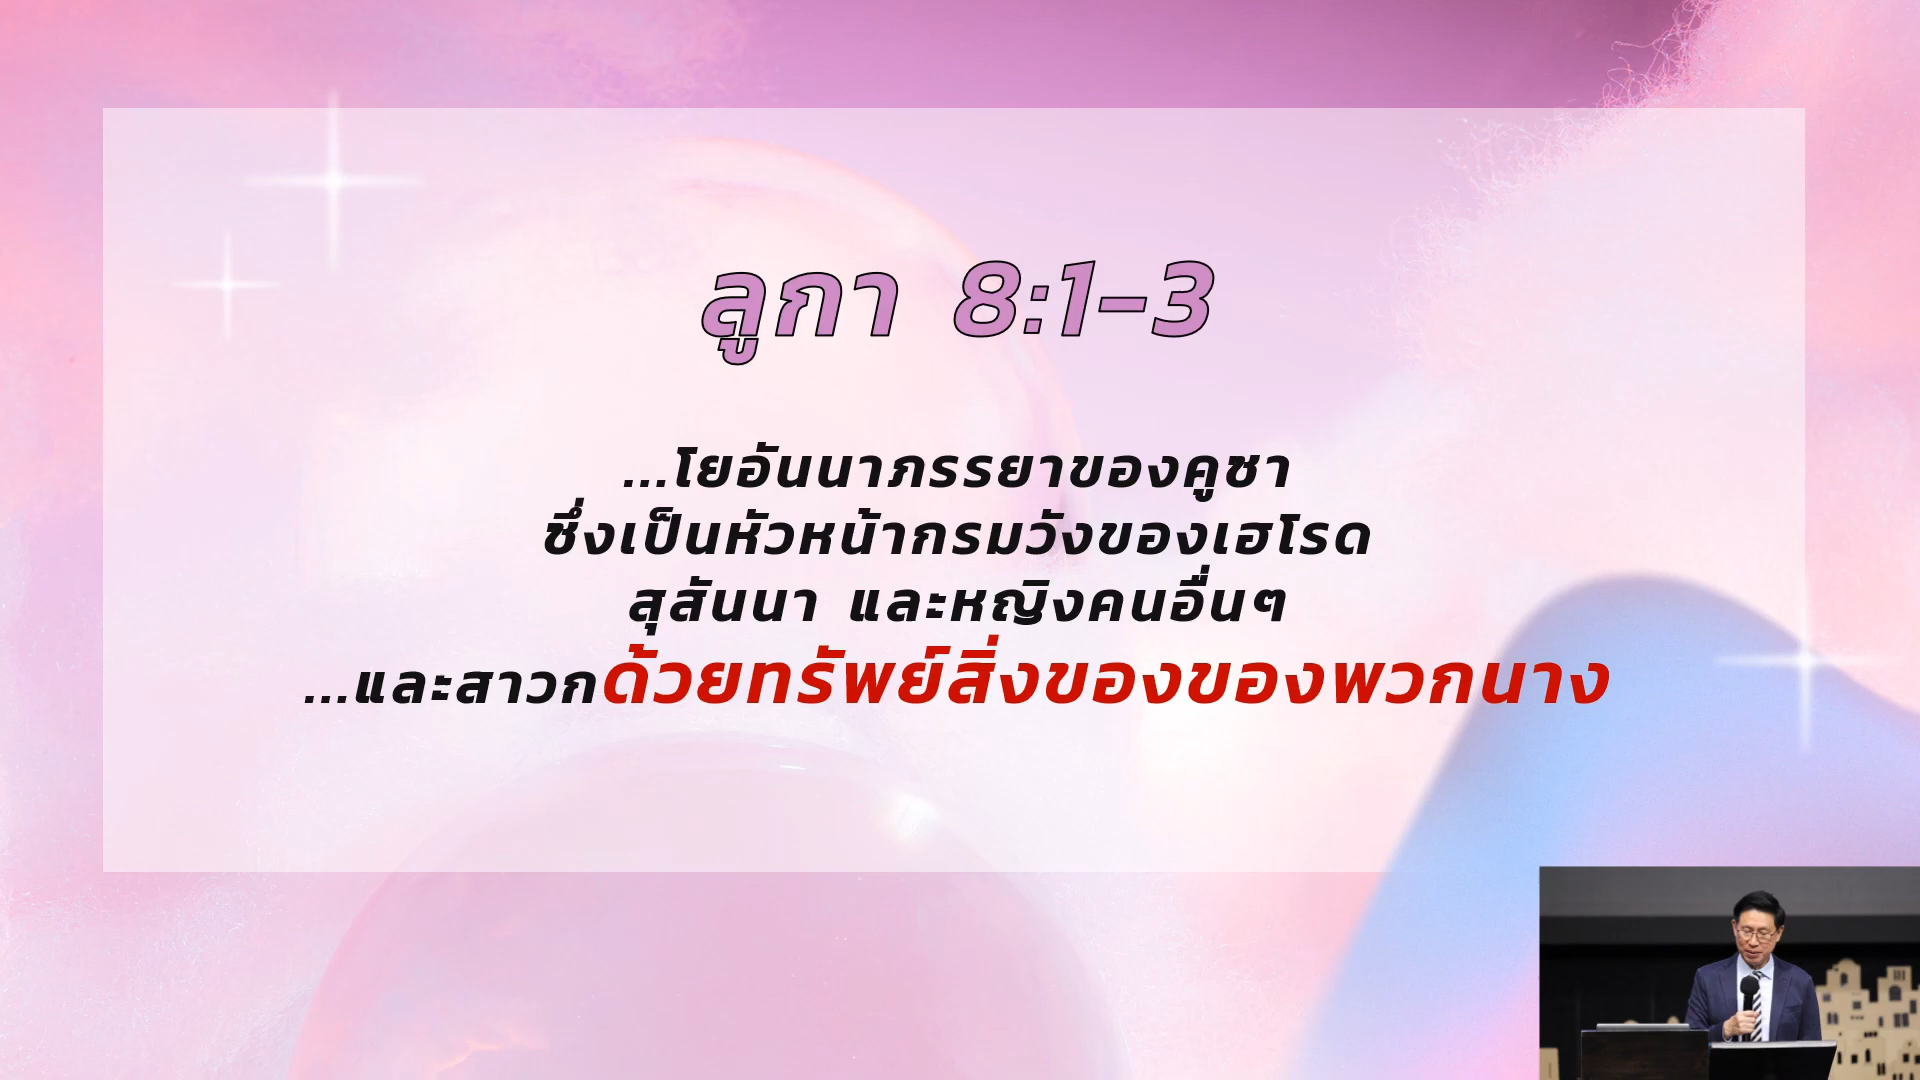 ลูกา 8:1-3
...โยอันนาภรรยาของคูซา
ซึ่งเป็นหัวหน้ากรมวังของเฮโรด
สุสันนา และหญิงคนอื่นๆ
...และสาวกด้วยทรัพย์สิ่งของของพวกนาง